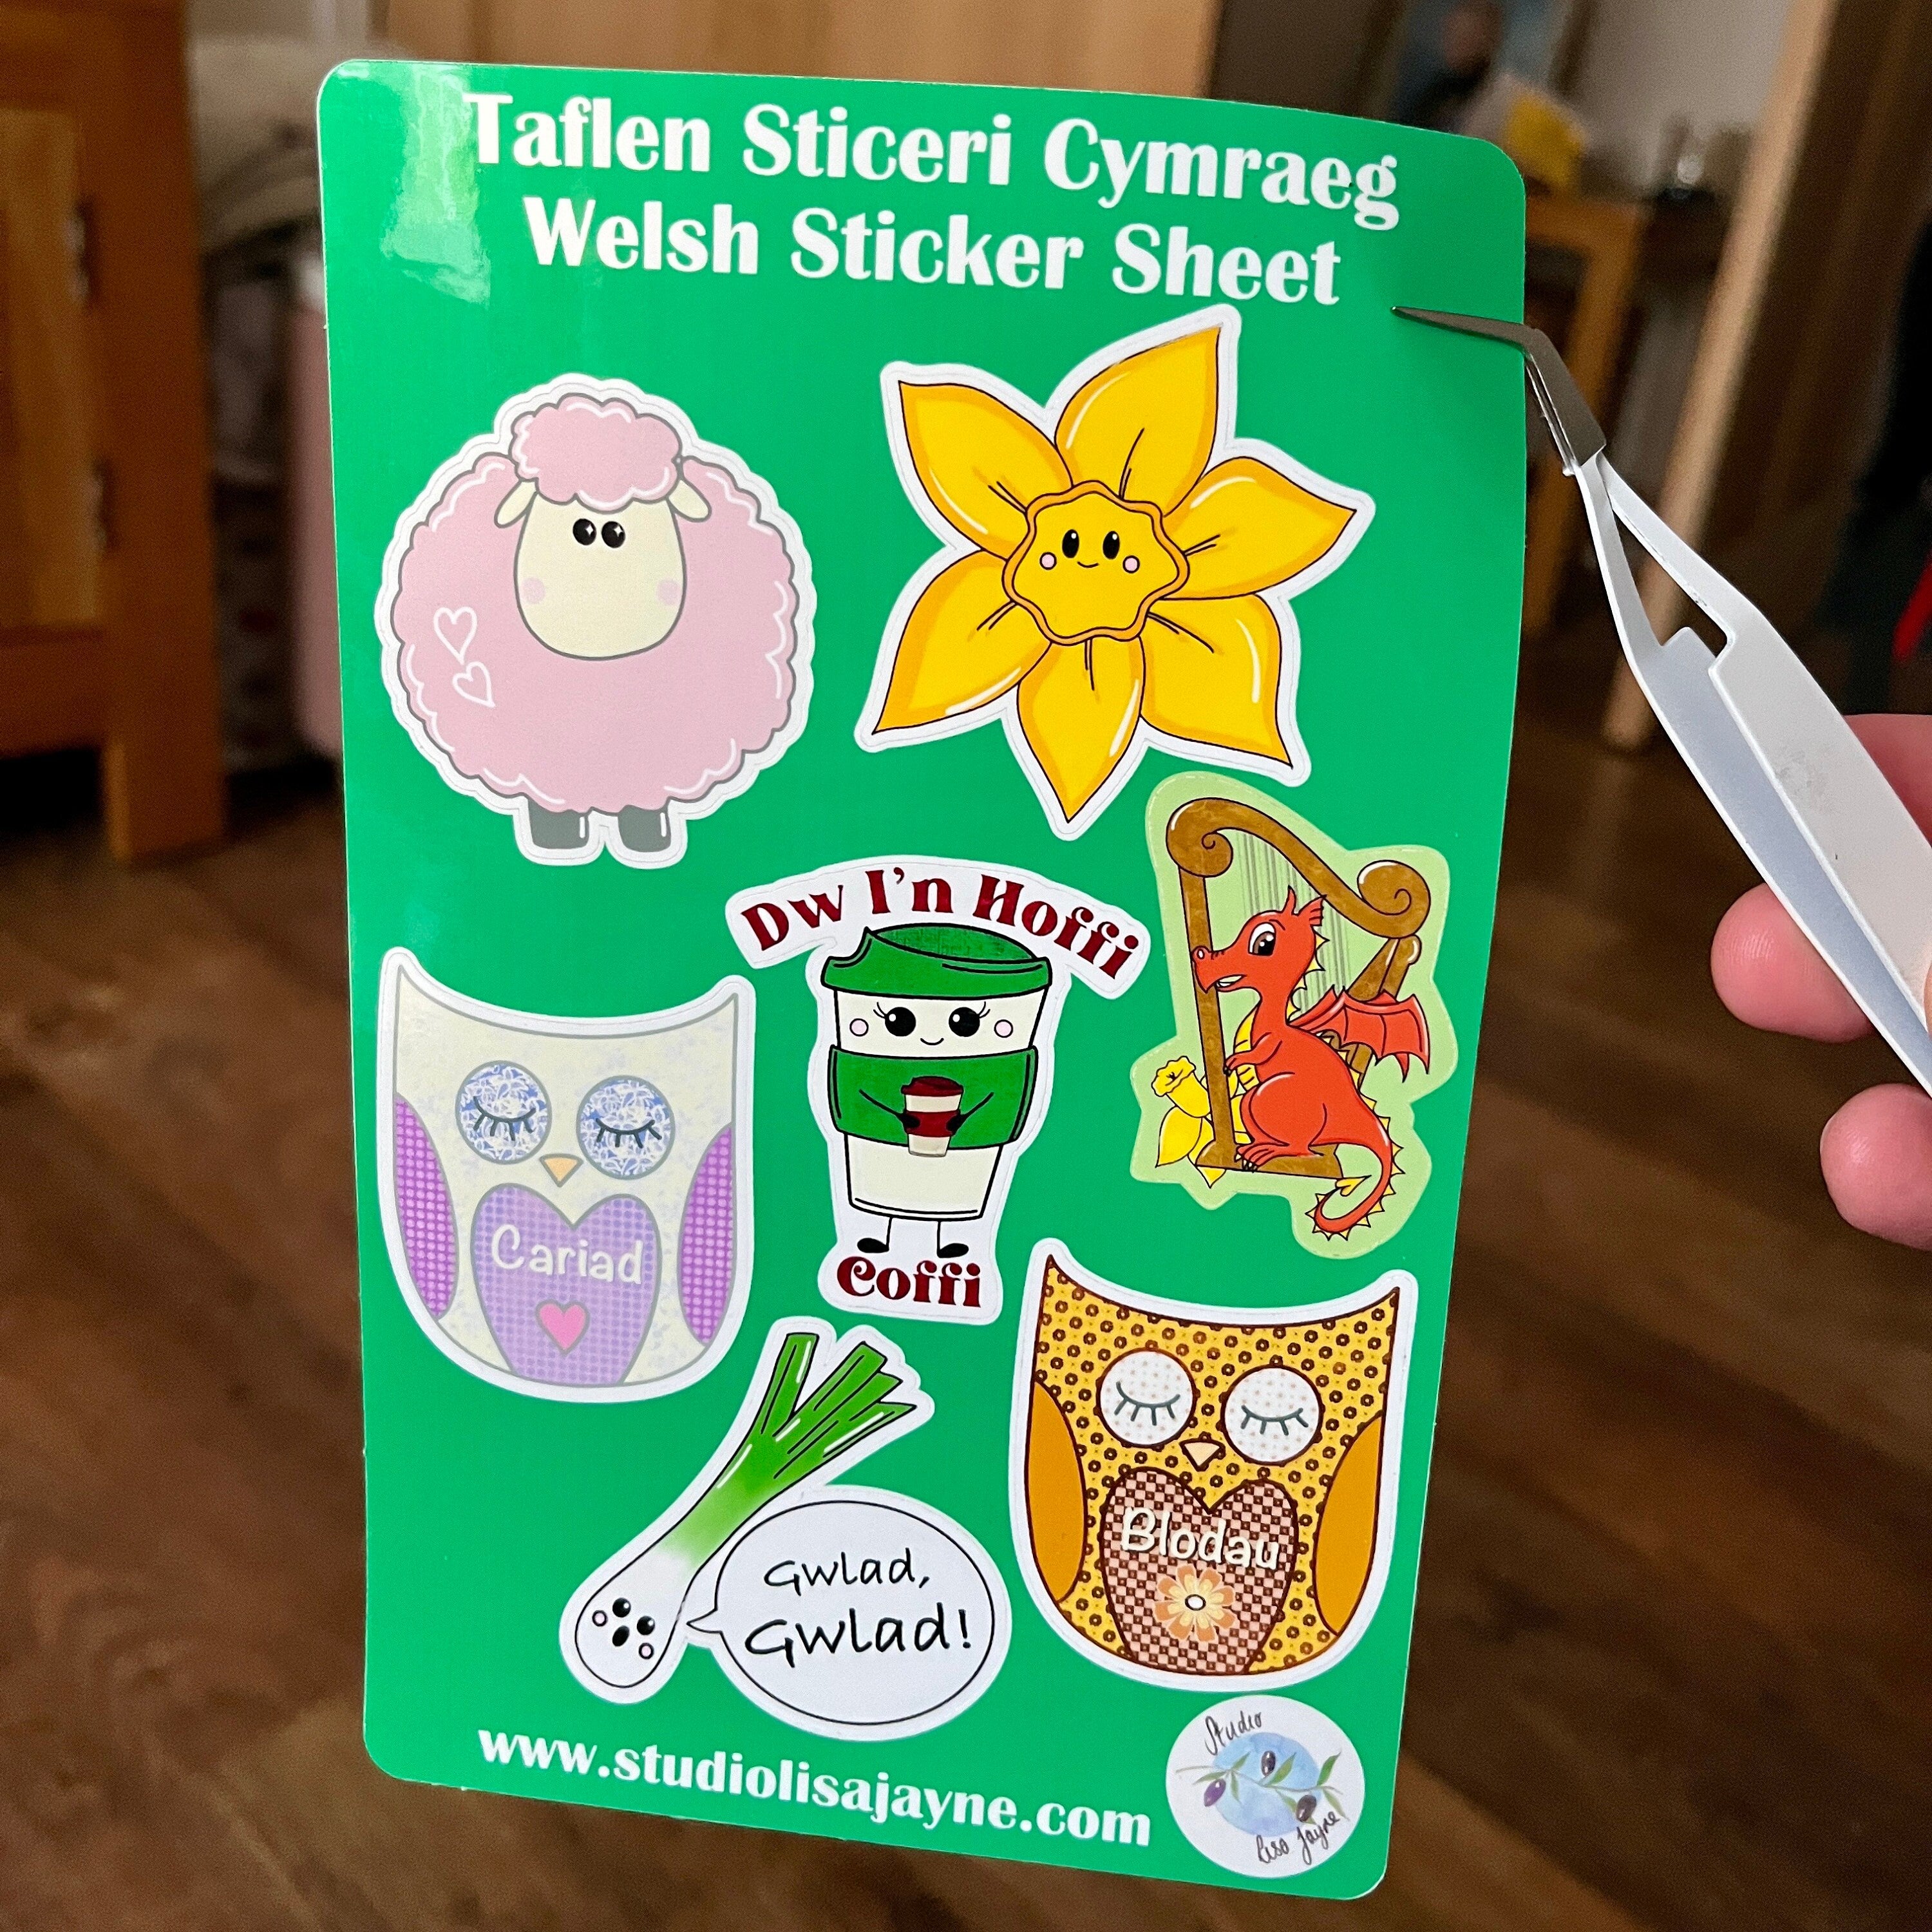 Taflen Sticeri Cymraeg
Welsh Sticker Sheet
Dw I'n Hoffi
Coffi
Cariad
Blodau
Gwlad,
Gwlad!
www.studiolisajayne.com
Studio
Lisa Jayne